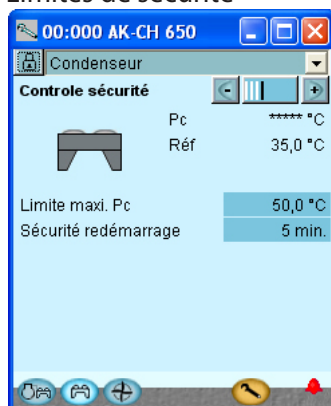 Limites de sécurité
00:000 AK-CH 650
Condenseur
Controle sécurité
Pc ***** °C
Réf 35,0 °C
Limite maxi. Pc 50,0 °C
Sécurité redémarrage 5 min.